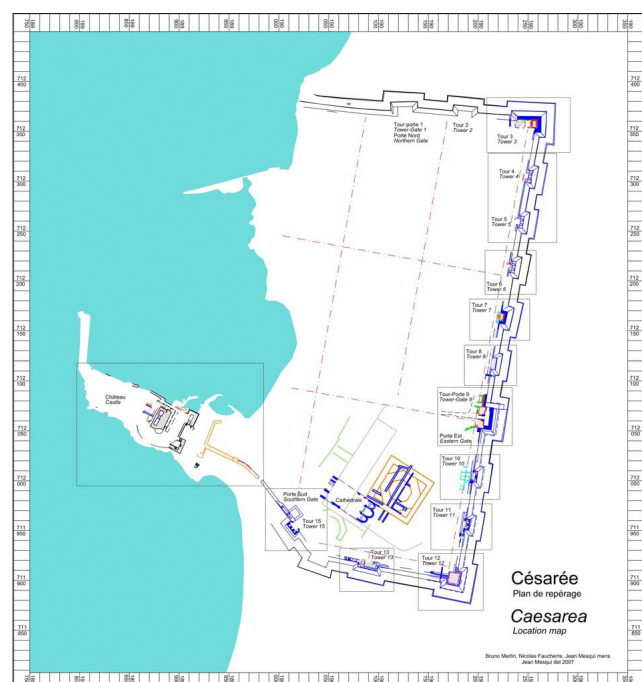 Tour-porte 1
Tower-Gate 1
Porte Nord
Northern Gate
Tour 2
Tower 2
Tour 3
Tower 3
Tour 4
Tower 4
Tour 5
Tower 5
Tour 6
Tower 6
Tour 7
Tower 7
Tour 8
Tower 8
Château
Castle
Tour-Porte 9
Tower-Gate 9
Porte Est
Eastern Gate
Tour 10
Tower 10
Porte Sud
Southern Gate
Cathédrale
Tour 15
Tower 15
Tour 11
Tower 11
Tour 13
Tower 13
Tour 12
Tower 12
Césarée
Plan de repérage
Caesarea
Location map
Bruno Merlin, Nicolas Faucherre, Jean Mesqui mens
Jean Mesqui del 2007